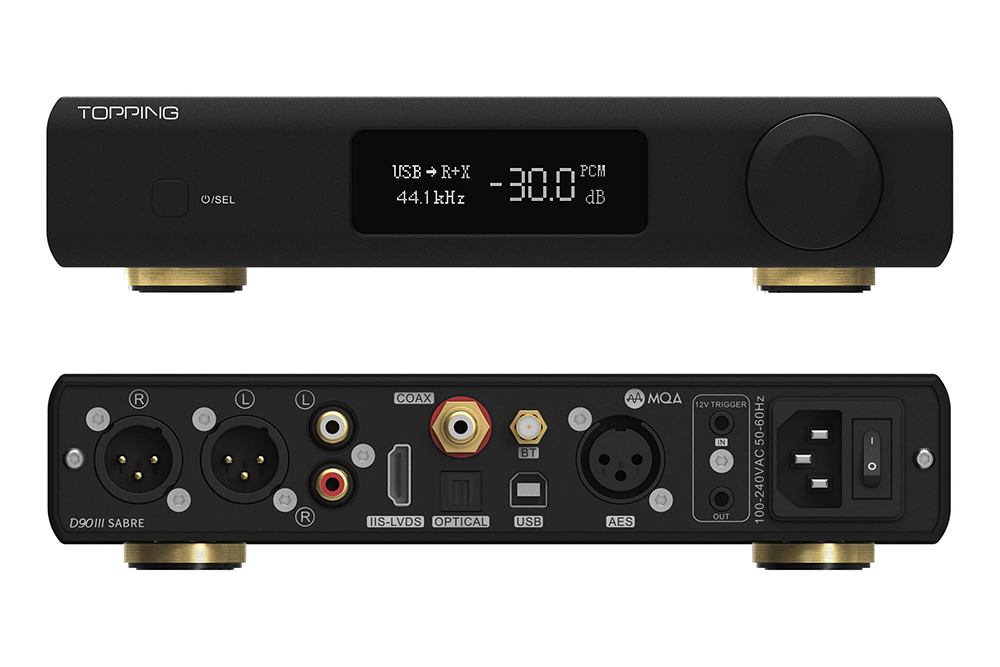 TOPPING
⏻/SEL
USB→R+X
44.1kHz
-30.0
PCM
dB
R
L
L
R
COAX
MQA
12V TRIGGER
IN
OUT
BT
IIS-LVDS
OPTICAL
USB
AES
100-240VAC 50-60Hz
I
O
D90III SABRE